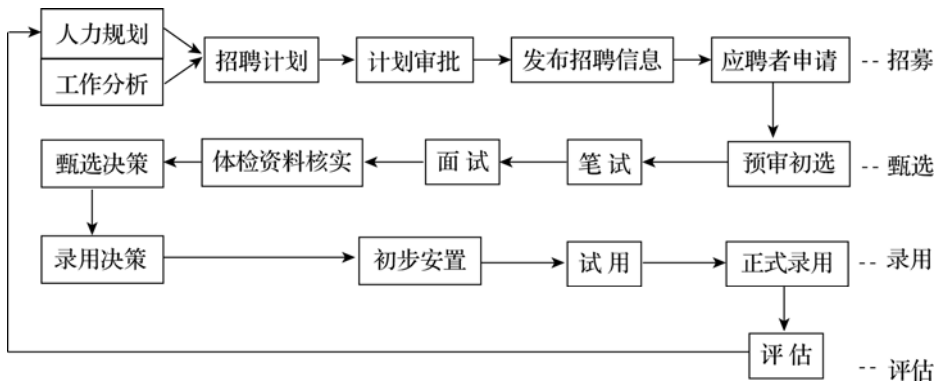 人力规划
工作分析
招聘计划
计划审批
发布招聘信息
应聘者申请
-- 招募
甄选决策
体检资料核实
面 试
笔 试
预审初选
-- 甄选
录用决策
初步安置
试 用
正式录用
-- 录用
评 估
-- 评估